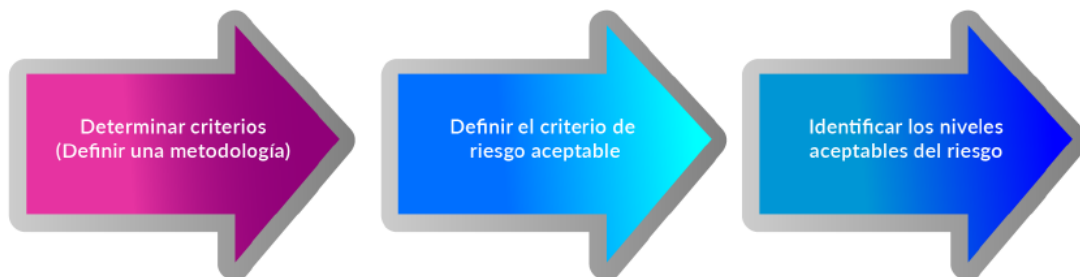 Determinar criterios
(Definir una metodología)
Definir el criterio de
riesgo aceptable
Identificar los niveles
aceptables del riesgo